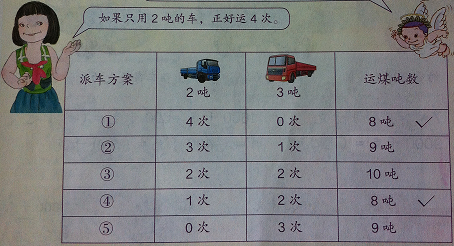 如果只用2吨的车，正好运4次。
派车方案 2吨 3吨 运煤吨数
① 4次 0次 8吨 ✓
② 3次 1次 9吨
③ 2次 2次 10吨
④ 1次 2次 8吨 ✓
⑤ 0次 3次 9吨